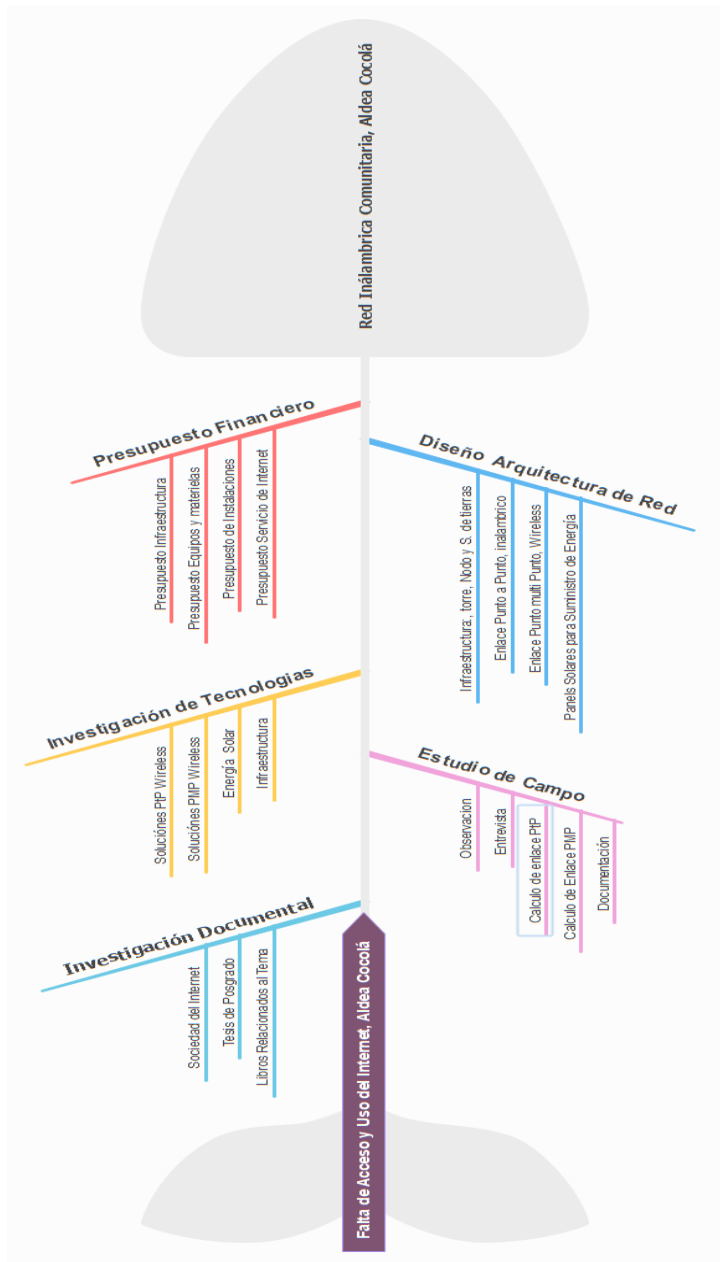 Red Inálambrica Comunitaria, Aldea Cocolá
Presupuesto Financiero
Presupuesto Infraestructura
Presupuesto Equipos y materielas
Presupuesto de Instalaciones
Presupuesto Servicio de Internet
Diseño Arquitectura de Red
Infraestructura:, torre, Nodo y S. de tierras
Enlace Punto a Punto, inalambrico
Enlace Punto multi Punto, Wireless
Panels Solares para Suministro de Energía
Investigación de Tecnologias
Soluciónes PtP Wireless
Soluciónes PMP Wireless
Energía Solar
Infraestructura
Estudio de Campo
Observacion
Entrevista
Calculo de enlace PtP
Calculo de Enlace PMP
Documentación
Investigación Documental
Sociedad del Internet
Tesis de Posgrado
Libros Relacionados al Tema
Falta de Acceso y Uso del Internet, Aldea Cocolá